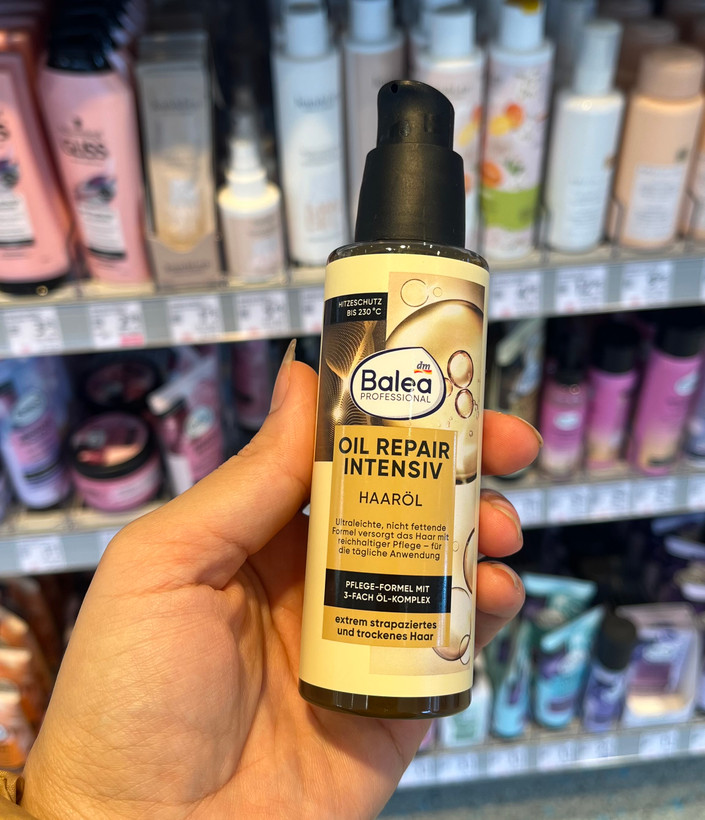 HITZESCHUTZ
BIS 230 °C
dm
Balea
PROFESSIONAL
OIL REPAIR
INTENSIV
HAARÖL
Ultraleichte, nicht fettende
Formel versorgt das Haar mit
reichhaltiger Pflege – für
die tägliche Anwendung
PFLEGE-FORMEL MIT
3-FACH ÖL-KOMPLEX
extrem strapaziertes
und trockenes Haar
GLISS